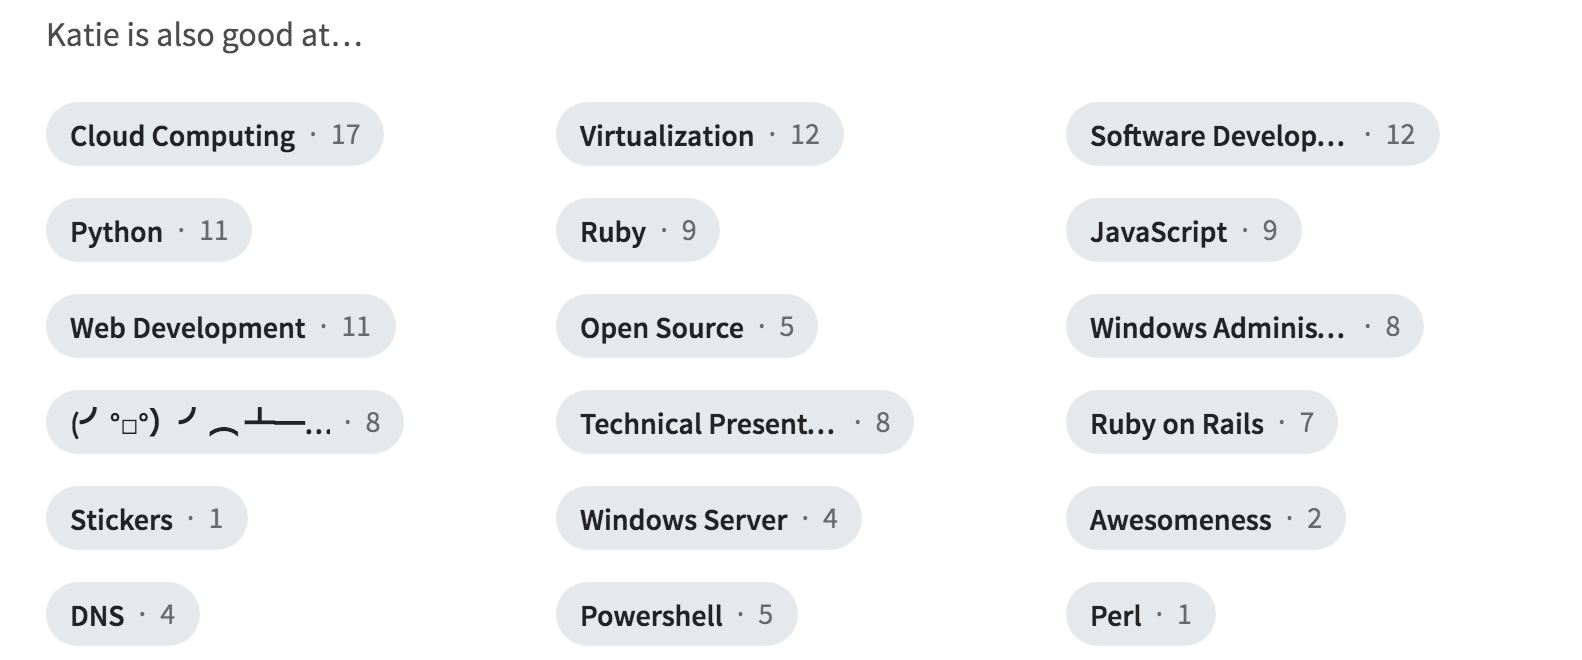 Katie is also good at…
Cloud Computing · 17
Virtualization · 12
Software Develop… · 12
Python · 11
Ruby · 9
JavaScript · 9
Web Development · 11
Open Source · 5
Windows Adminis… · 8
(╯°□°）╯︵ ┻━… · 8
Technical Present… · 8
Ruby on Rails · 7
Stickers · 1
Windows Server · 4
Awesomeness · 2
DNS · 4
Powershell · 5
Perl · 1